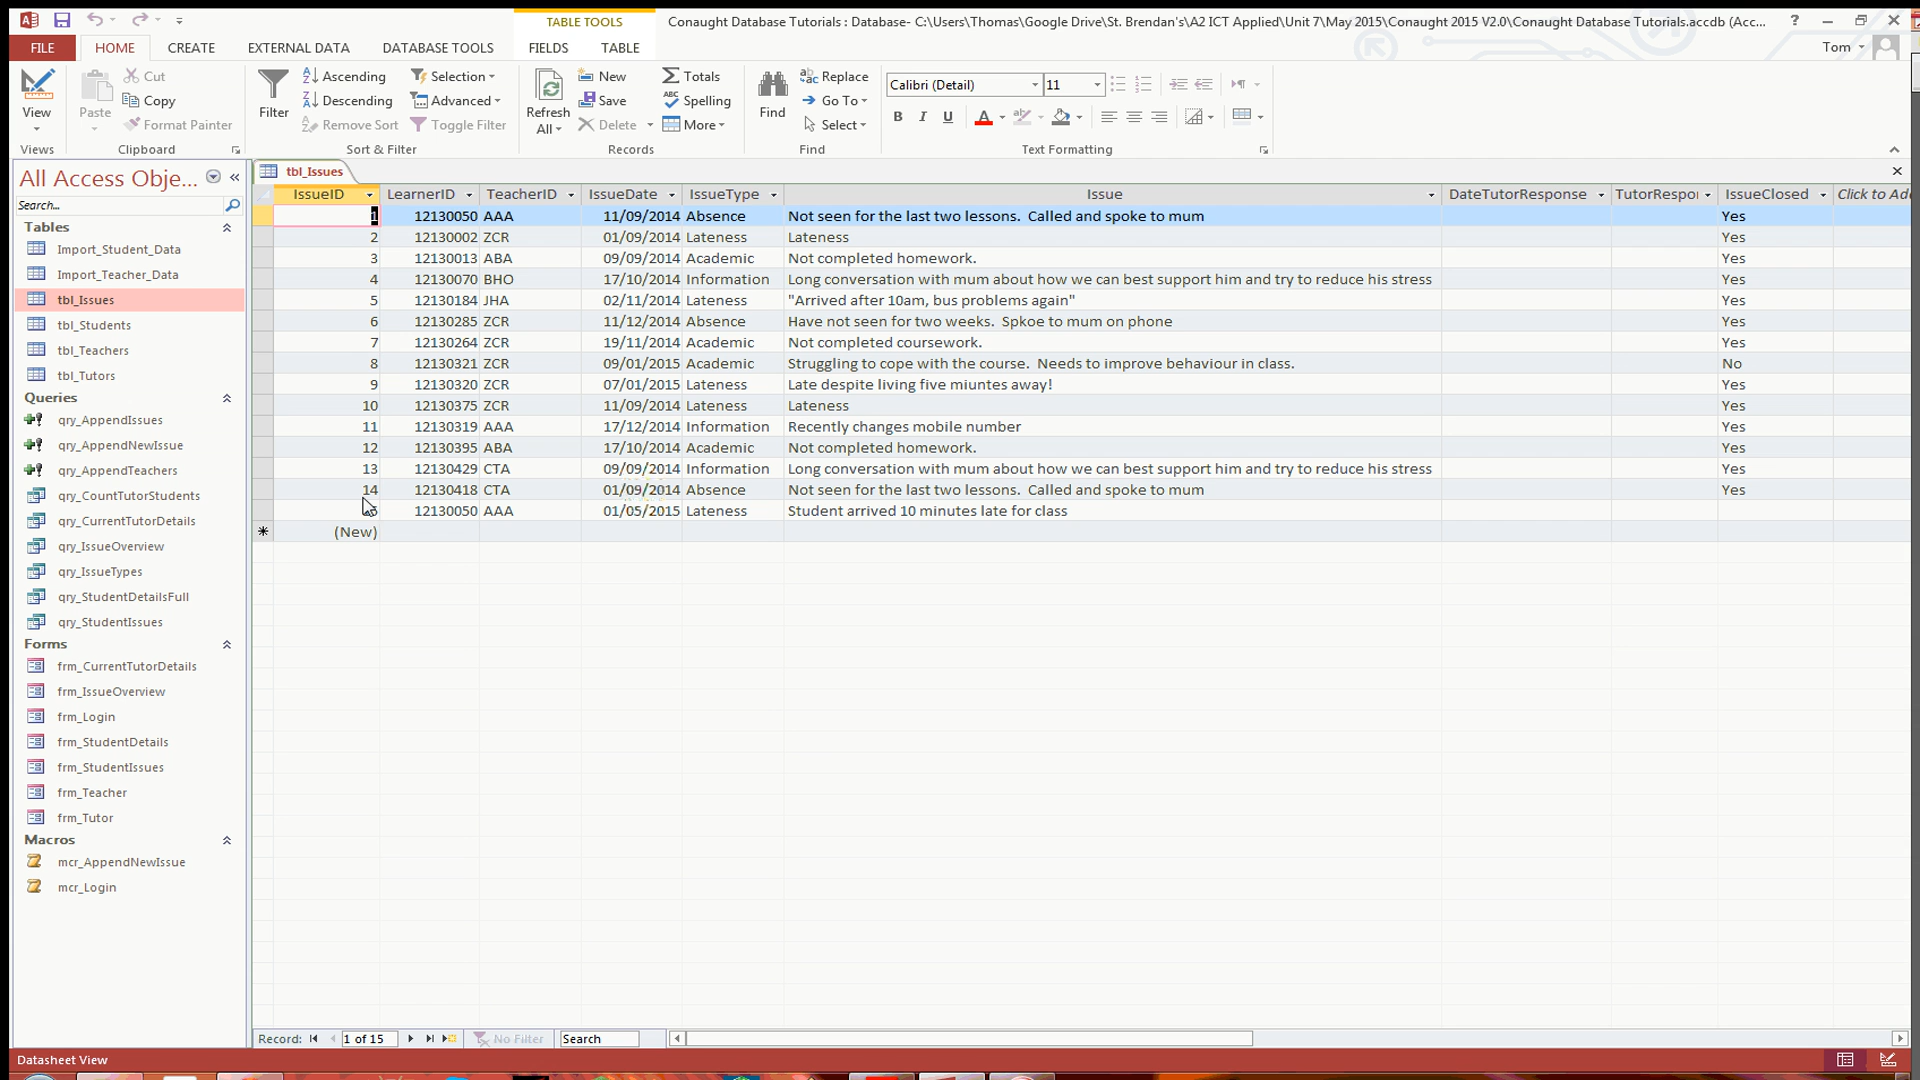 TABLE TOOLS Conaught Database Tutorials : Database- C:\Users\Thomas\Google Drive\St. Brendan's\A2 ICT Applied\Unit 7\May 2015\Conaught 2015 V2.0\Conaught Database Tutorials.accdb (Acc... ?
FILE HOME CREATE EXTERNAL DATA DATABASE TOOLS FIELDS TABLE Tom
Cut Ascending Selection New Totals Replace Calibri (Detail) 11
Copy Descending Advanced Save Spelling Go To
View Paste Filter Refresh Find B I U A
Format Painter Remove Sort Toggle Filter All Delete More Select
Views Clipboard Sort & Filter Records Find Text Formatting
All Access Obje... tbl_Issues
Search...
IssueID LearnerID TeacherID IssueDate IssueType Issue DateTutorResponse TutorRespoi IssueClosed Click to Ad
1 12130050 AAA 11/09/2014 Absence Not seen for the last two lessons.  Called and spoke to mum Yes
2 12130002 ZCR 01/09/2014 Lateness Lateness Yes
3 12130013 ABA 09/09/2014 Academic Not completed homework. Yes
4 12130070 BHO 17/10/2014 Information Long conversation with mum about how we can best support him and try to reduce his stress Yes
5 12130184 JHA 02/11/2014 Lateness "Arrived after 10am, bus problems again" Yes
6 12130285 ZCR 11/12/2014 Absence Have not seen for two weeks.  Spkoe to mum on phone Yes
7 12130264 ZCR 19/11/2014 Academic Not completed coursework. Yes
8 12130321 ZCR 09/01/2015 Academic Struggling to cope with the course.  Needs to improve behaviour in class. No
9 12130320 ZCR 07/01/2015 Lateness Late despite living five miuntes away! Yes
10 12130375 ZCR 11/09/2014 Lateness Lateness Yes
11 12130319 AAA 17/12/2014 Information Recently changes mobile number Yes
12 12130395 ABA 17/10/2014 Academic Not completed homework. Yes
13 12130429 CTA 09/09/2014 Information Long conversation with mum about how we can best support him and try to reduce his stress Yes
14 12130418 CTA 01/09/2014 Absence Not seen for the last two lessons.  Called and spoke to mum Yes
12130050 AAA 01/05/2015 Lateness Student arrived 10 minutes late for class
(New)
Tables
Import_Student_Data
Import_Teacher_Data
tbl_Issues
tbl_Students
tbl_Teachers
tbl_Tutors
Queries
qry_AppendIssues
qry_AppendNewIssue
qry_AppendTeachers
qry_CountTutorStudents
qry_CurrentTutorDetails
qry_IssueOverview
qry_IssueTypes
qry_StudentDetailsFull
qry_StudentIssues
Forms
frm_CurrentTutorDetails
frm_IssueOverview
frm_Login
frm_StudentDetails
frm_StudentIssues
frm_Teacher
frm_Tutor
Macros
mcr_AppendNewIssue
mcr_Login
Record: 1 of 15 No Filter Search
Datasheet View